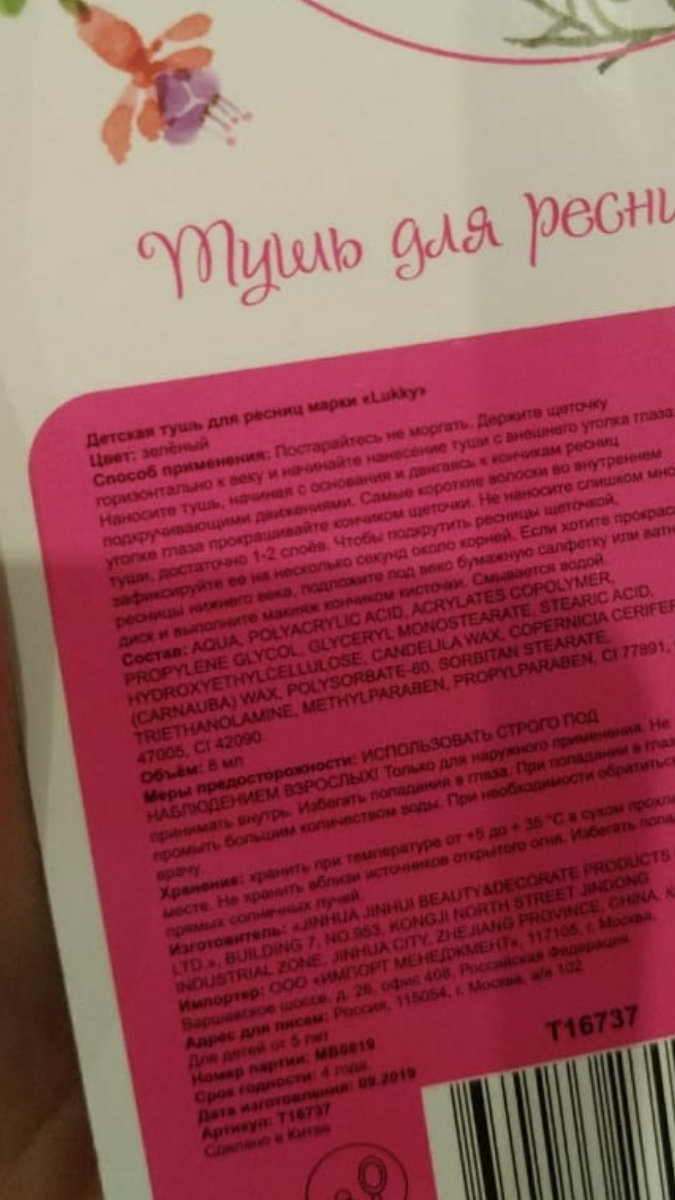 Тушь для ресни
Детская тушь для ресниц марки «Lukky»
Цвет: зелёный
Способ применения: Постарайтесь не моргать. Держите щеточку
горизонтально к веку и начинайте нанесение туши с внешнего уголка глаза.
Наносите тушь, начиная с основания и двигаясь к кончикам ресниц
подкручивающими движениями. Самые короткие волоски во внутреннем
уголке глаза прокрашивайте кончиком щеточки. Не наносите слишком мно
туши, достаточно 1-2 слоёв. Чтобы подкрутить ресницы щеточкой,
зафиксируйте ее на несколько секунд около корней. Если хотите прокрас
ресницы нижнего века, подложите под веко бумажную салфетку или ватн
диск и выполните макияж кончиком кисточки. Смывается водой.
Состав: AQUA, POLYACRYLIC ACID, ACRYLATES COPOLYMER,
PROPYLENE GLYCOL, GLYCERYL MONOSTEARATE, STEARIC ACID,
HYDROXYETHYLCELLULOSE, CANDELILA WAX, COPERNICIA CERIFER
(CARNAUBA) WAX, POLYSORBATE-60, SORBITAN STEARATE,
TRIETHANOLAMINE, METHYLPARABEN, PROPYLPARABEN, CI 77891,
47005, CI 42090
Объём: 8 мл
Меры предосторожности: ИСПОЛЬЗОВАТЬ СТРОГО ПОД
НАБЛЮДЕНИЕМ ВЗРОСЛЫХ! Только для наружного применения. Не
принимать внутрь. Избегать попадания в глаза. При попадании в глаз
промыть большим количеством воды. При необходимости обратитьс
врачу.
Хранение: хранить при температуре от +5 до + 35 °C в сухом прохла
месте. Не хранить вблизи источников открытого огня. Избегать попад
прямых солнечных лучей.
Изготовитель: «JINHUA JINHUI BEAUTY&DECORATE PRODUCTS
LTD.», BUILDING 7, NO.953, KONGJI NORTH STREET JINDONG
INDUSTRIAL ZONE, JINHUA CITY, ZHEJIANG PROVINCE, CHINA, К
Импортер: ООО «ИМПОРТ МЕНЕДЖМЕНТ», 117105, г. Москва,
Варшавское шоссе, д. 26, офис 408, Российская Федерация.
Адрес для писем: Россия, 115054, г. Москва, а/я 102
Для детей от 5 лет
Номер партии: MB0819
Срок годности: 4 года.
Дата изготовления: 09.2019
Артикул: T16737
Сделано в Китае
T16737